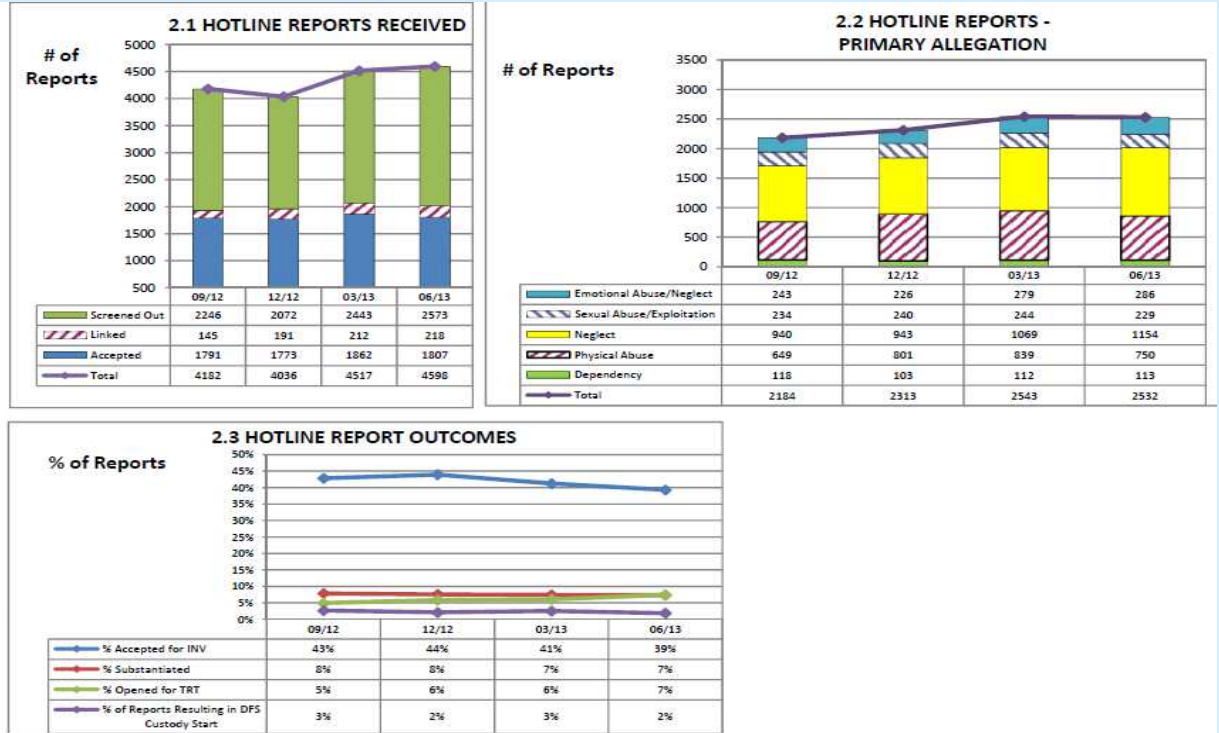 2.1 HOTLINE REPORTS RECEIVED
# of
Reports
5000
4500
4000
3500
3000
2500
2000
1500
1000
500
09/12 12/12 03/13 06/13
Screened Out 2246 2072 2443 2573
Linked 145 191 212 218
Accepted 1791 1773 1862 1807
Total 4182 4036 4517 4598
2.2 HOTLINE REPORTS -
PRIMARY ALLEGATION
# of Reports
3500
3000
2500
2000
1500
1000
500
0
09/12 12/12 03/13 06/13
Emotional Abuse/Neglect 243 226 279 286
Sexual Abuse/Exploitation 234 240 244 229
Neglect 940 943 1069 1154
Physical Abuse 649 801 839 750
Dependency 118 103 112 113
Total 2184 2313 2543 2532
2.3 HOTLINE REPORT OUTCOMES
% of Reports
50%
45%
40%
35%
30%
25%
20%
15%
10%
5%
0%
09/12 12/12 03/13 06/13
% Accepted for INV 43% 44% 41% 39%
% Substantiated 8% 8% 7% 7%
% Opened for TRT 5% 6% 6% 7%
% of Reports Resulting in DFS
Custody Start 3% 2% 3% 2%